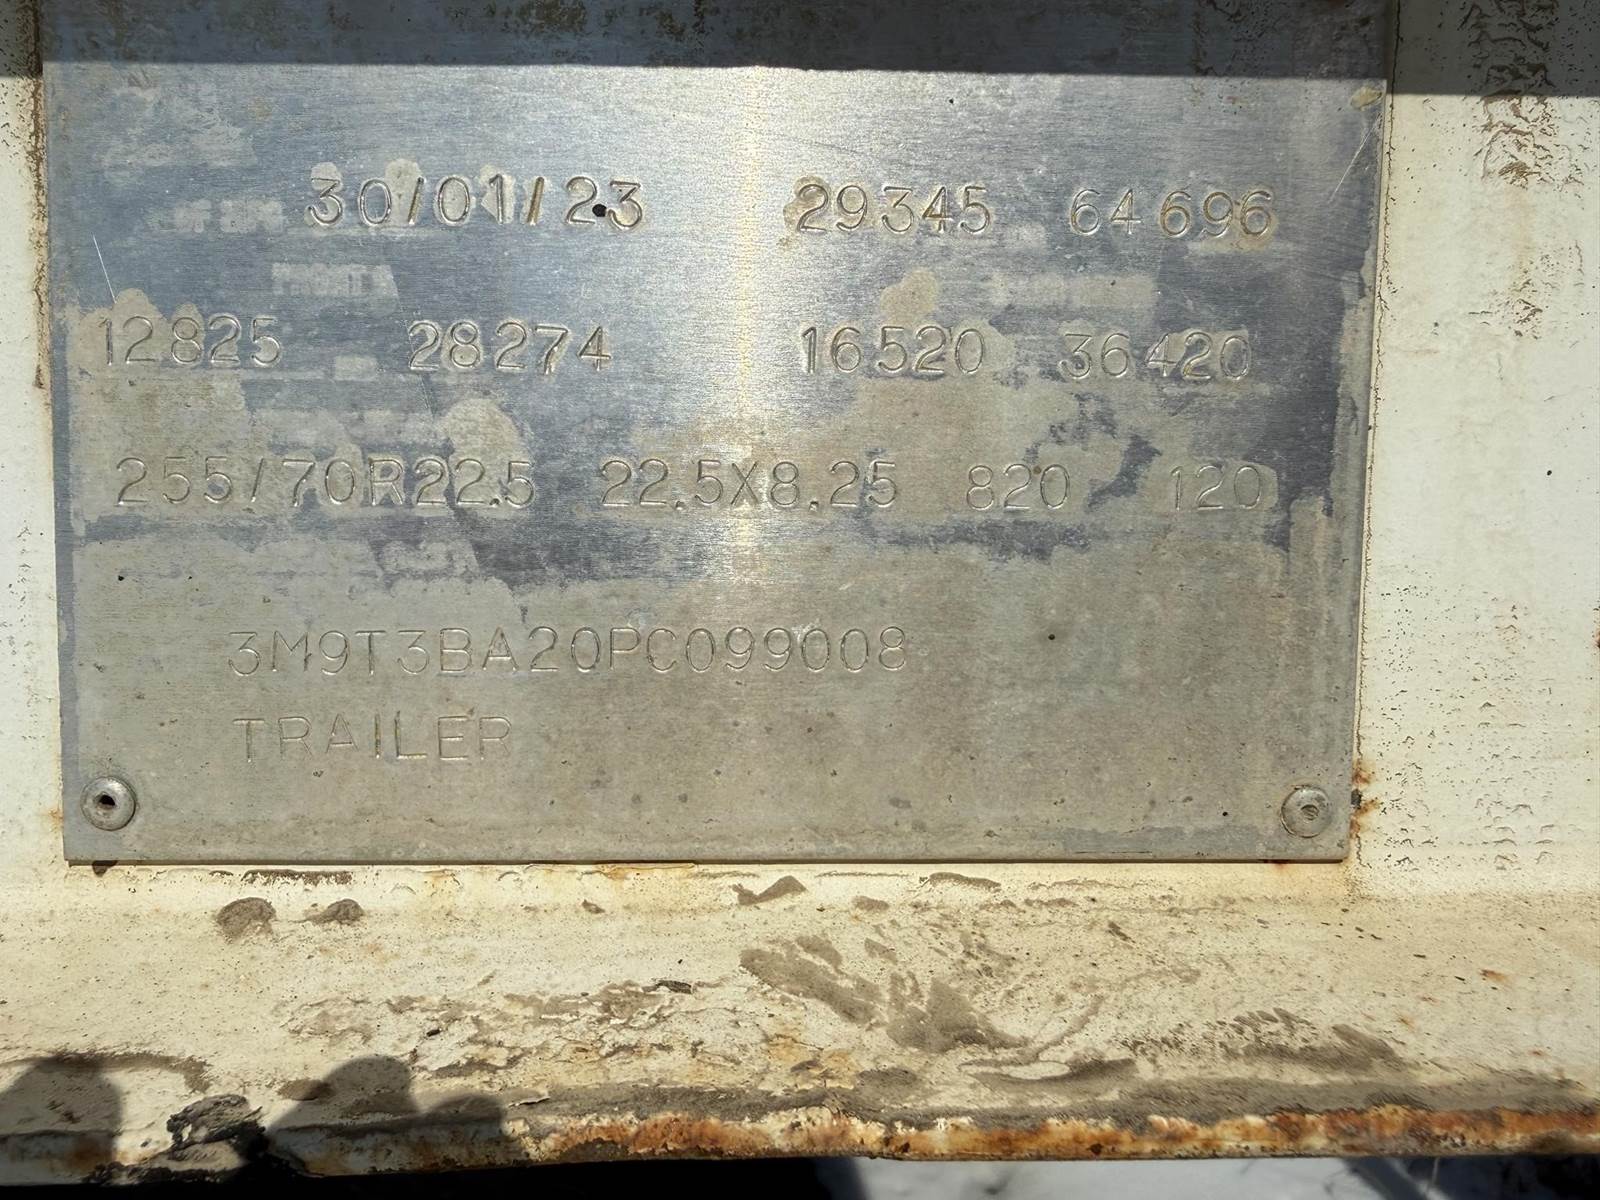 30/01/23 29345 64696
12825 28274 16520 36420
255/70R22.5 22.5X8.25 820 120
3M9T3BA20PC099008
TRAILER